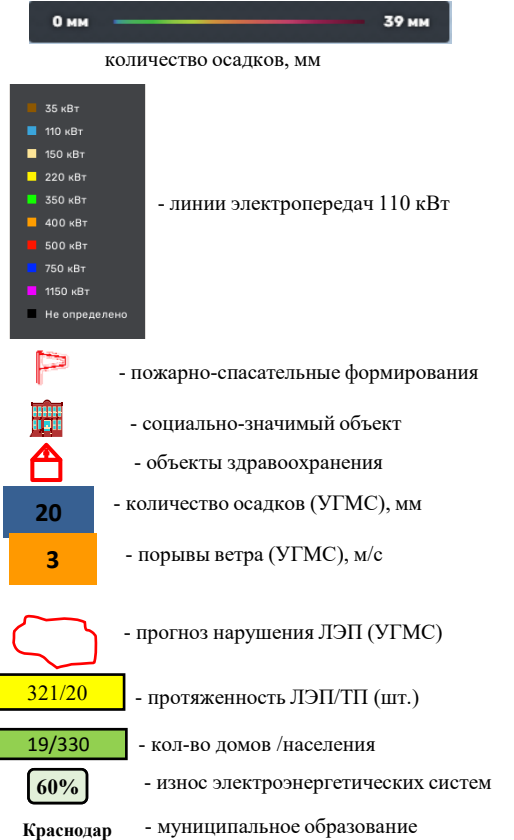 0 мм 39 мм
количество осадков, мм
35 кВт
110 кВт
150 кВт
220 кВт
350 кВт
400 кВт
500 кВт
750 кВт
1150 кВт
Не определено
- линии электропередач 110 кВт
- пожарно-спасательные формирования
- социально-значимый объект
- объекты здравоохранения
20 - количество осадков (УГМС), мм
3 - порывы ветра (УГМС), м/с
- прогноз нарушения ЛЭП (УГМС)
321/20 - протяженность ЛЭП/ТП (шт.)
19/330 - кол-во домов /населения
60% - износ электроэнергетических систем
Краснодар - муниципальное образование